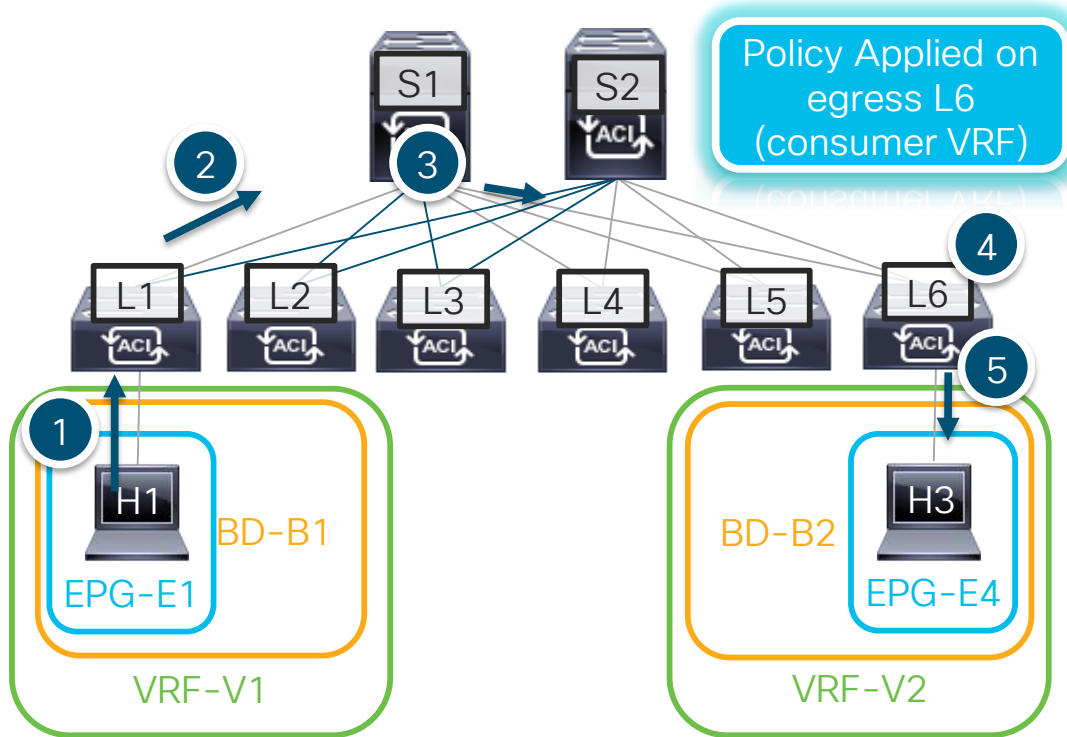 S1
S2
Policy Applied on
egress L6
(consumer VRF)
ACI
2
3
4
L1
L2
L3
L4
L5
L6
ACI
ACI
ACI
ACI
ACI
ACI
5
1
H1
H3
BD-B1
BD-B2
EPG-E1
EPG-E4
VRF-V1
VRF-V2